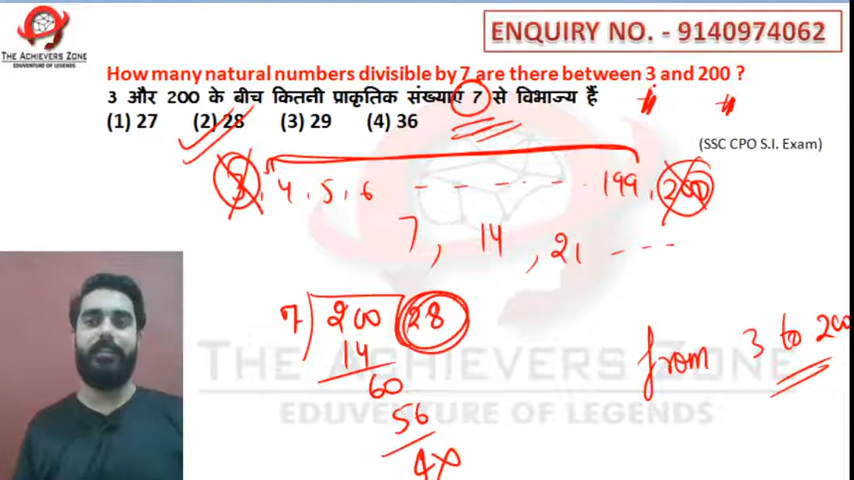 THE ACHIEVERS ZONE
EDUVENTURE OF LEGENDS
ENQUIRY NO. - 9140974062
How many natural numbers divisible by 7 are there between 3 and 200 ?
3 और 200 के बीच कितनी प्राकृतिक संख्याए 7 से विभाज्य हैं
(1) 27 (2) 28 (3) 29 (4) 36
(SSC CPO S.I. Exam)
3, 4, 5, 6 - - - - - 199, 200
7, 14, 21 - - - -
7) 200 (28
14
60
56
4x
from 3 to 200
THE ACHIEVERS ZONE
EDUVENTURE OF LEGENDS